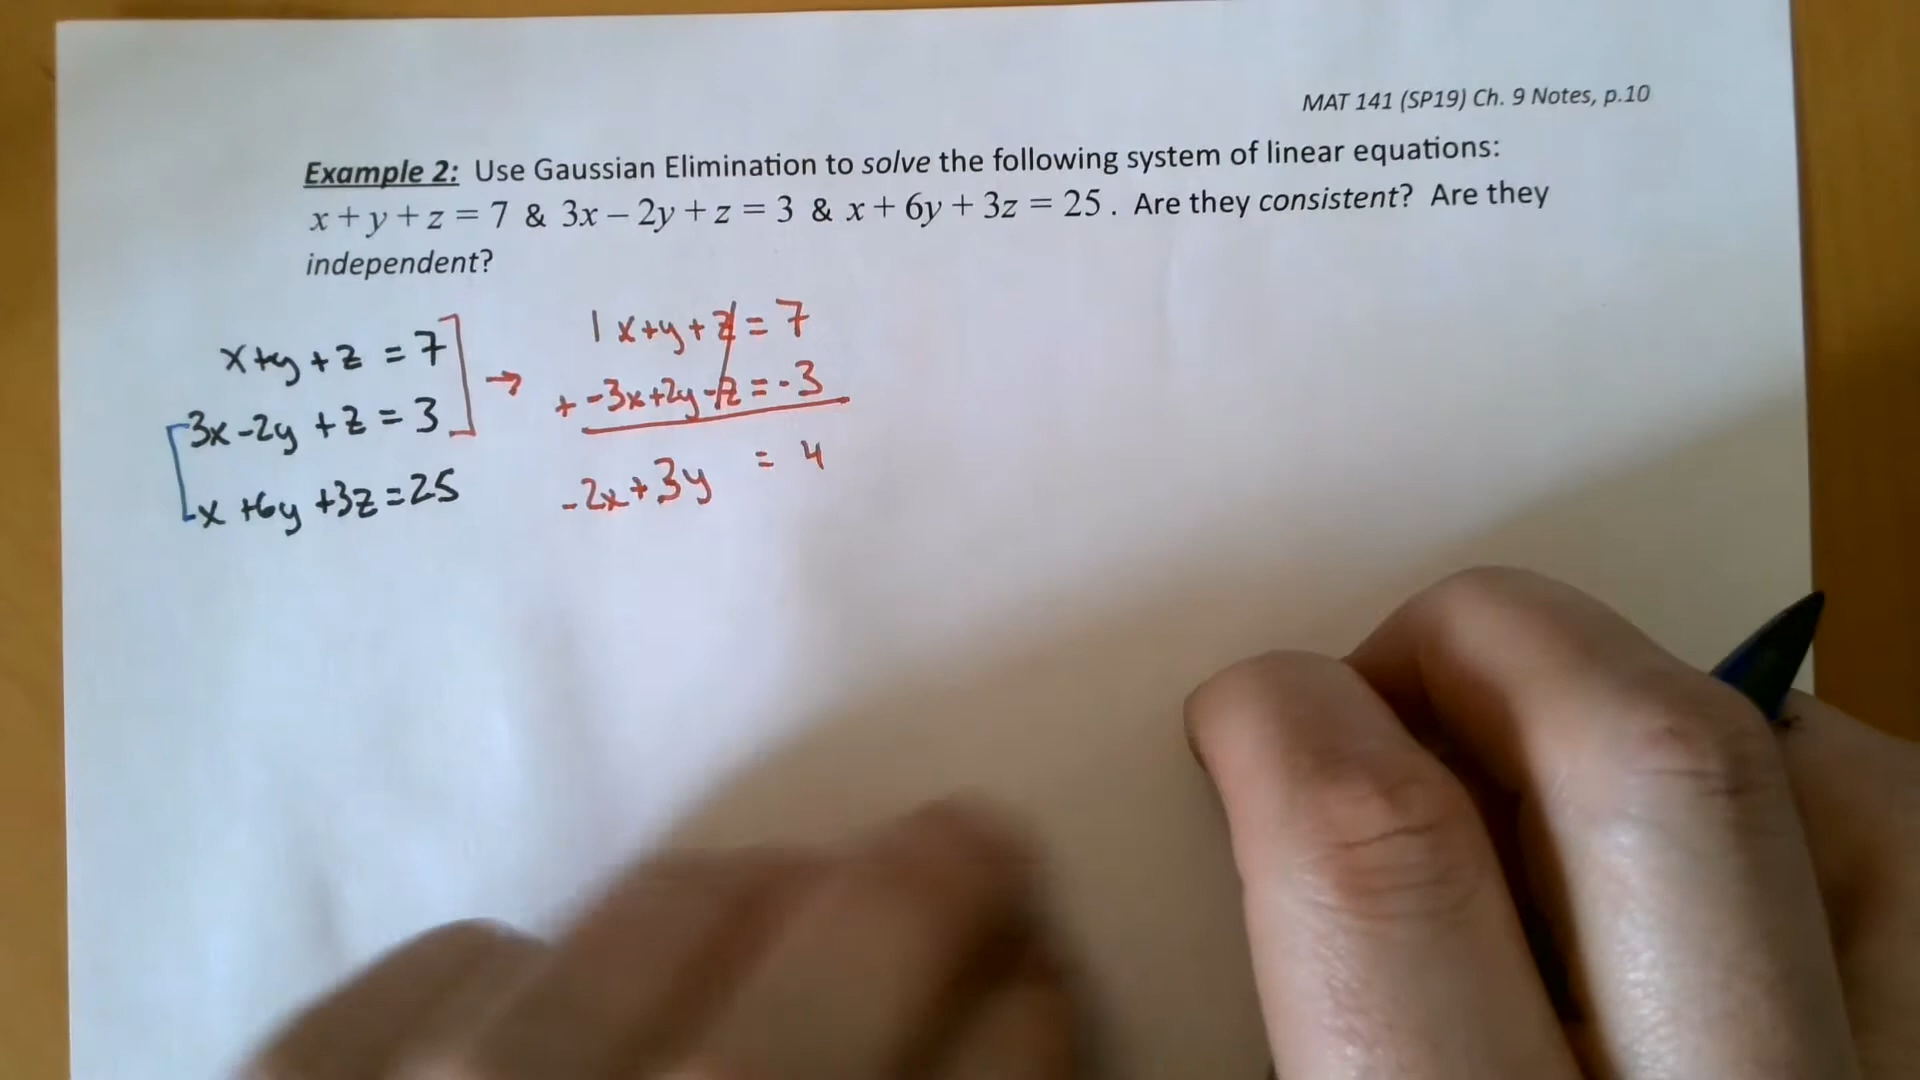 MAT 141 (SP19) Ch. 9 Notes, p.10
Example 2: Use Gaussian Elimination to solve the following system of linear equations:
x + y + z = 7 & 3x – 2y + z = 3 & x + 6y + 3z = 25 . Are they consistent? Are they
independent?
x+y+z = 7
3x-2y+z = 3
x+6y+3z=25
→
1x+y+z = 7
+ -3x+2y-z = -3
-2x+3y = 4